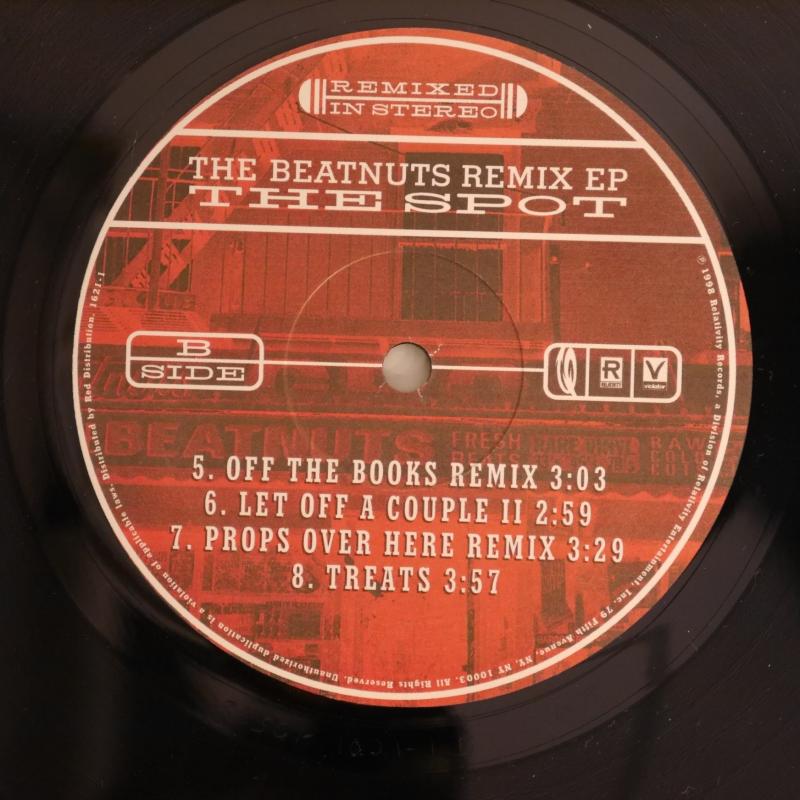 REMIXED
IN STEREO
THE BEATNUTS REMIX EP
THE SPOT
B
SIDE
R
V
violator
BEATNUTS
FRESH
BEATS
RAW
CUTS
5. OFF THE BOOKS REMIX 3:03
6. LET OFF A COUPLE II 2:59
7. PROPS OVER HERE REMIX 3:29
8. TREATS 3:57
℗ 1998 Relativity Records, a Division of Relativity Entertainment, Inc. 79 Fifth Avenue, NY, NY. 10003. All Rights Reserved. Unauthorized duplication is a violation of applicable laws. Distributed by Red Distribution. 1621-1